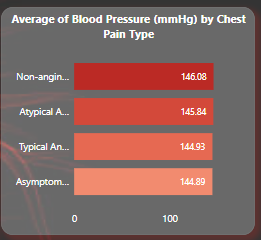 Average of Blood Pressure (mmHg) by Chest
Pain Type
Non-angin... 146.08
Atypical A... 145.84
Typical An... 144.93
Asymptom... 144.89
0 100